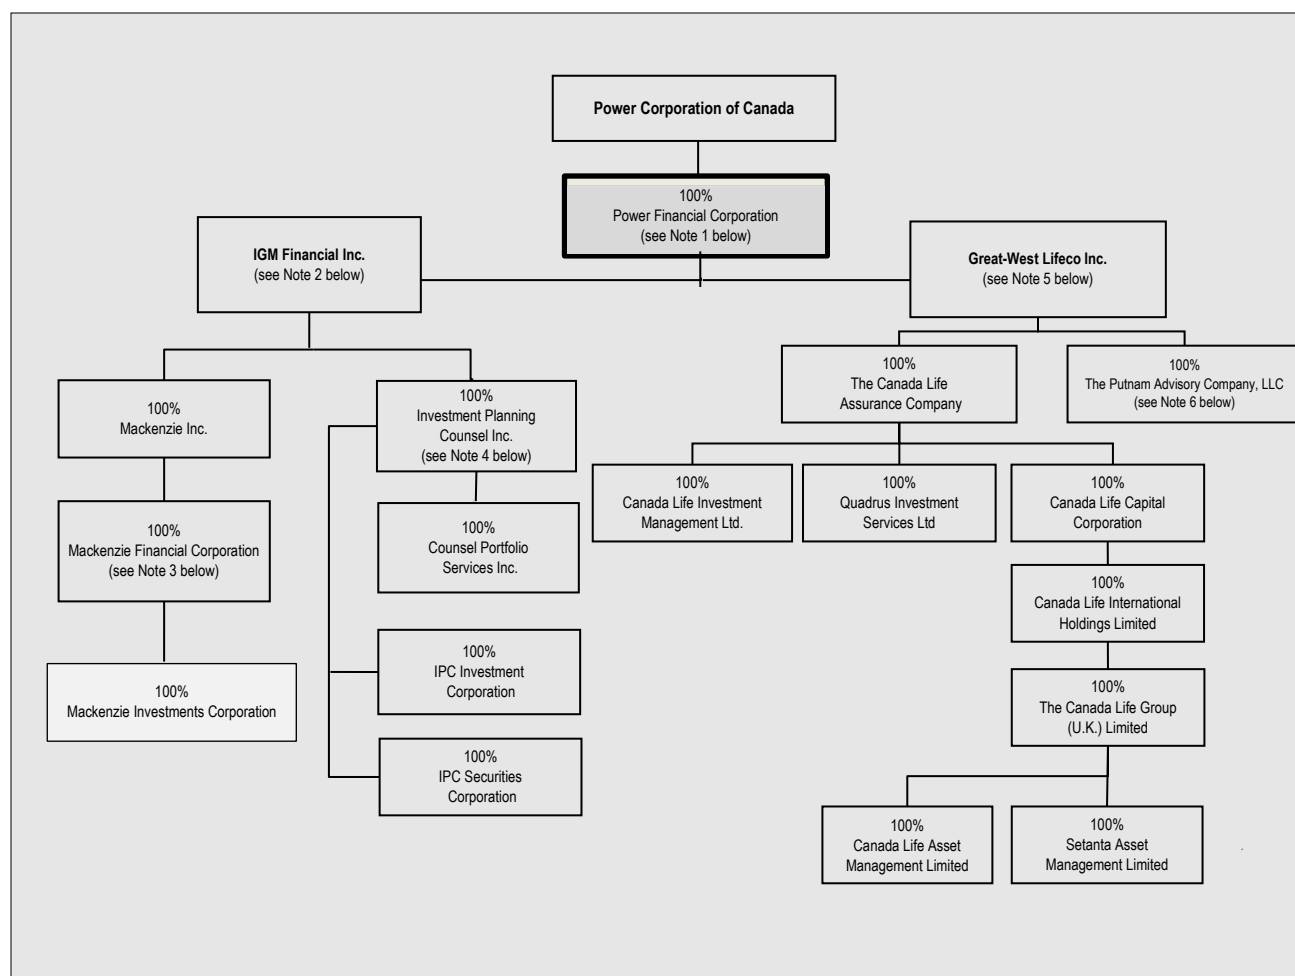 Power Corporation of Canada
100%
Power Financial Corporation
(see Note 1 below)
IGM Financial Inc.
(see Note 2 below)
Great-West Lifeco Inc.
(see Note 5 below)
100%
Mackenzie Inc.
100%
Investment Planning
Counsel Inc.
(see Note 4 below)
100%
The Canada Life
Assurance Company
100%
The Putnam Advisory Company, LLC
(see Note 6 below)
100%
Mackenzie Financial Corporation
(see Note 3 below)
100%
Counsel Portfolio
Services Inc.
100%
Canada Life Investment
Management Ltd.
100%
Quadrus Investment
Services Ltd
100%
Canada Life Capital
Corporation
100%
Canada Life International
Holdings Limited
100%
Mackenzie Investments Corporation
100%
IPC Investment
Corporation
100%
The Canada Life Group
(U.K.) Limited
100%
IPC Securities
Corporation
100%
Canada Life Asset
Management Limited
100%
Setanta Asset
Management Limited